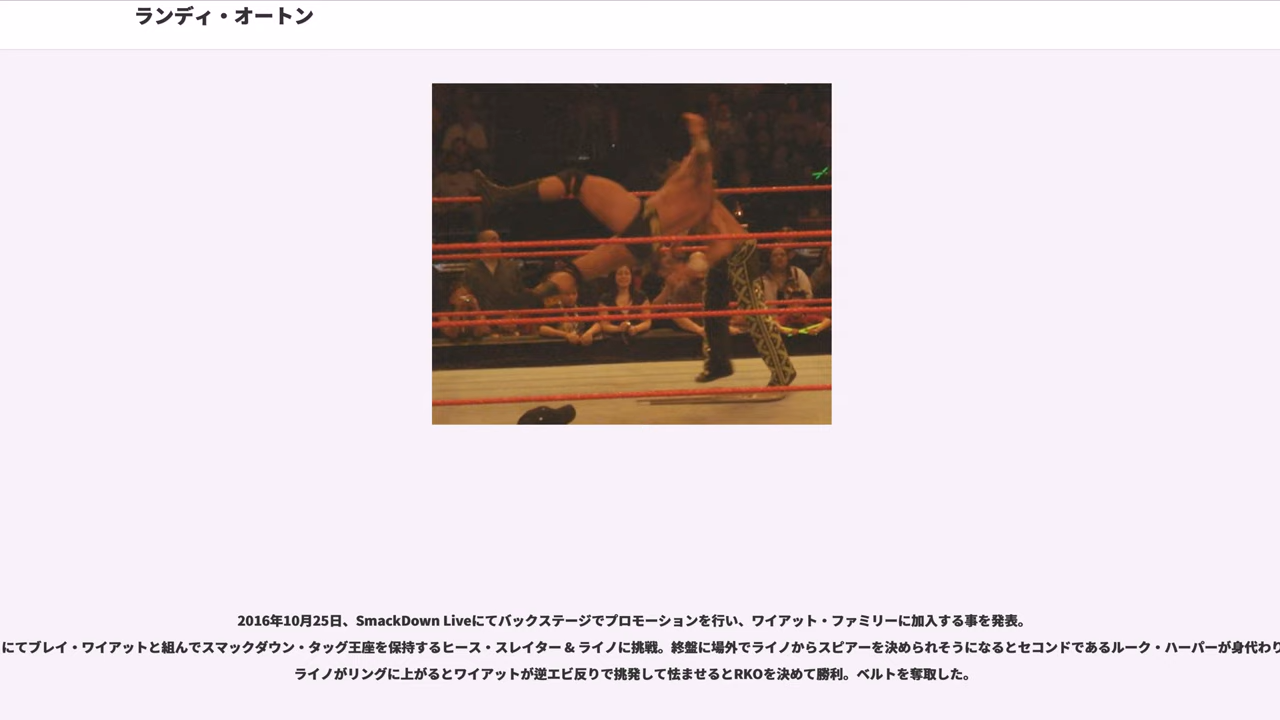 ランディ・オートン
2016年10月25日、SmackDown Liveにてバックステージでプロモーションを行い、ワイアット・ファミリーに加入する事を発表。
にてブレイ・ワイアットと組んでスマックダウン・タッグ王座を保持するヒース・スレイター & ライノに挑戦。終盤に場外でライノからスピアーを決められそうになるとセコンドであるルーク・ハーパーが身代わり
ライノがリングに上がるとワイアットが逆エビ反りで挑発して怯ませるとRKOを決めて勝利。ベルトを奪取した。